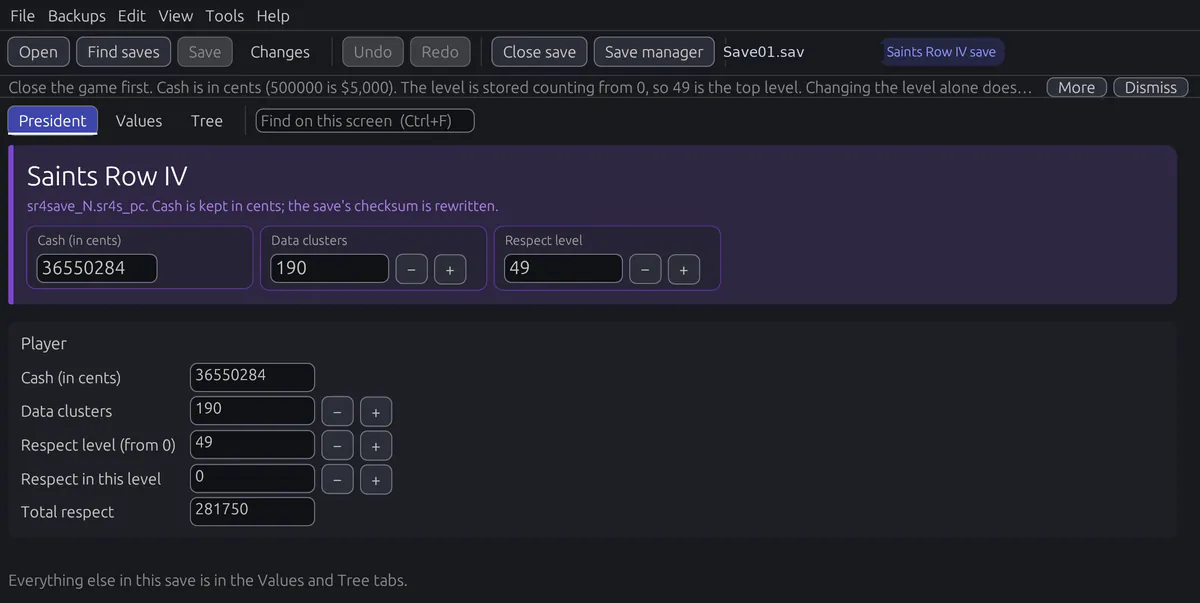 File Backups Edit View Tools Help
Open Find saves Save Changes Undo Redo Close save Save manager Save01.sav Saints Row IV save
Close the game first. Cash is in cents (500000 is $5,000). The level is stored counting from 0, so 49 is the top level. Changing the level alone does… More Dismiss
President Values Tree Find on this screen (Ctrl+F)
Saints Row IV
sr4save_N.sr4s_pc. Cash is kept in cents; the save's checksum is rewritten.
Cash (in cents) Data clusters Respect level
36550284 190 − + 49 − +
Player
Cash (in cents) 36550284
Data clusters 190 − +
Respect level (from 0) 49 − +
Respect in this level 0 − +
Total respect 281750
Everything else in this save is in the Values and Tree tabs.